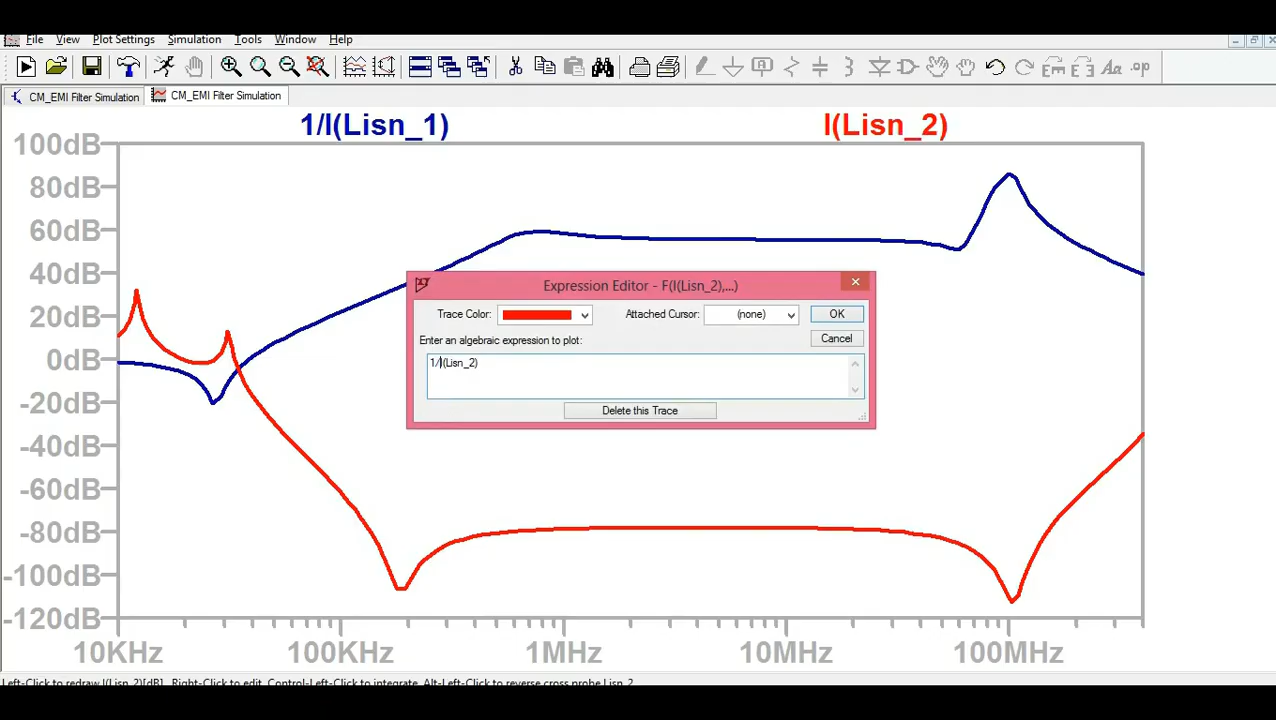 File View Plot Settings Simulation Tools Window Help
.op
CM_EMI Filter Simulation CM_EMI Filter Simulation
1/I(Lisn_1) I(Lisn_2)
100dB
80dB
60dB
40dB
20dB
0dB
-20dB
-40dB
-60dB
-80dB
-100dB
-120dB
Expression Editor - F(I(Lisn_2),...)
Trace Color: Attached Cursor: (none) OK
Cancel
Enter an algebraic expression to plot:
1/I(Lisn_2)
Delete this Trace
10KHz 100KHz 1MHz 10MHz 100MHz
Left-Click to redraw I(Lisn_2)[dB]. Right-Click to edit. Control-Left-Click to integrate. Alt-Left-Click to reverse cross probe Lisn_2